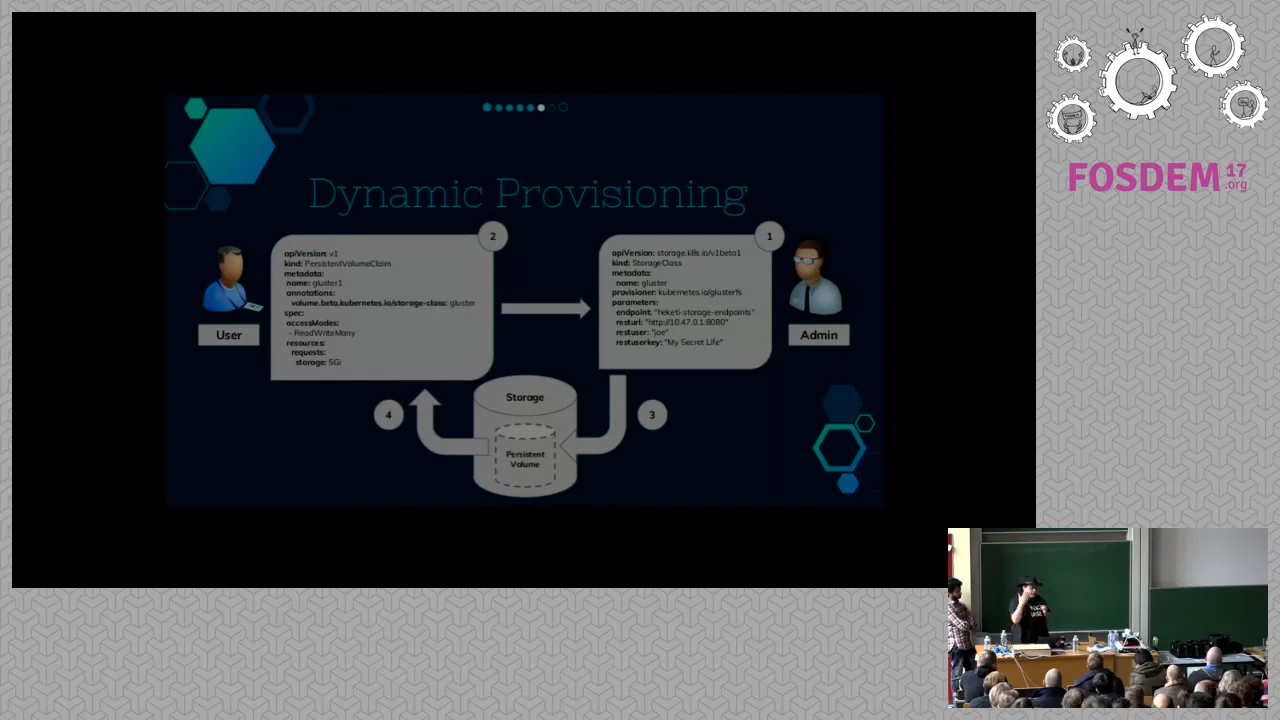 Dynamic Provisioning
2
apiVersion: v1
kind: PersistentVolumeClaim
metadata:
name: gluster1
annotations:
volume.beta.kubernetes.io/storage-class: gluster
spec:
accessModes:
- ReadWriteMany
resources:
requests:
storage: 5Gi
User
1
apiVersion: storage.k8s.io/v1beta1
kind: StorageClass
metadata:
name: gluster
provisioner: kubernetes.io/glusterfs
parameters:
endpoint: "heketi-storage-endpoints"
resturl: "http://10.47.0.1:8080"
restuser: "joe"
restuserkey: "My Secret Life"
Admin
4
Storage
Persistent
Volume
3
FOSDEM 17
.org